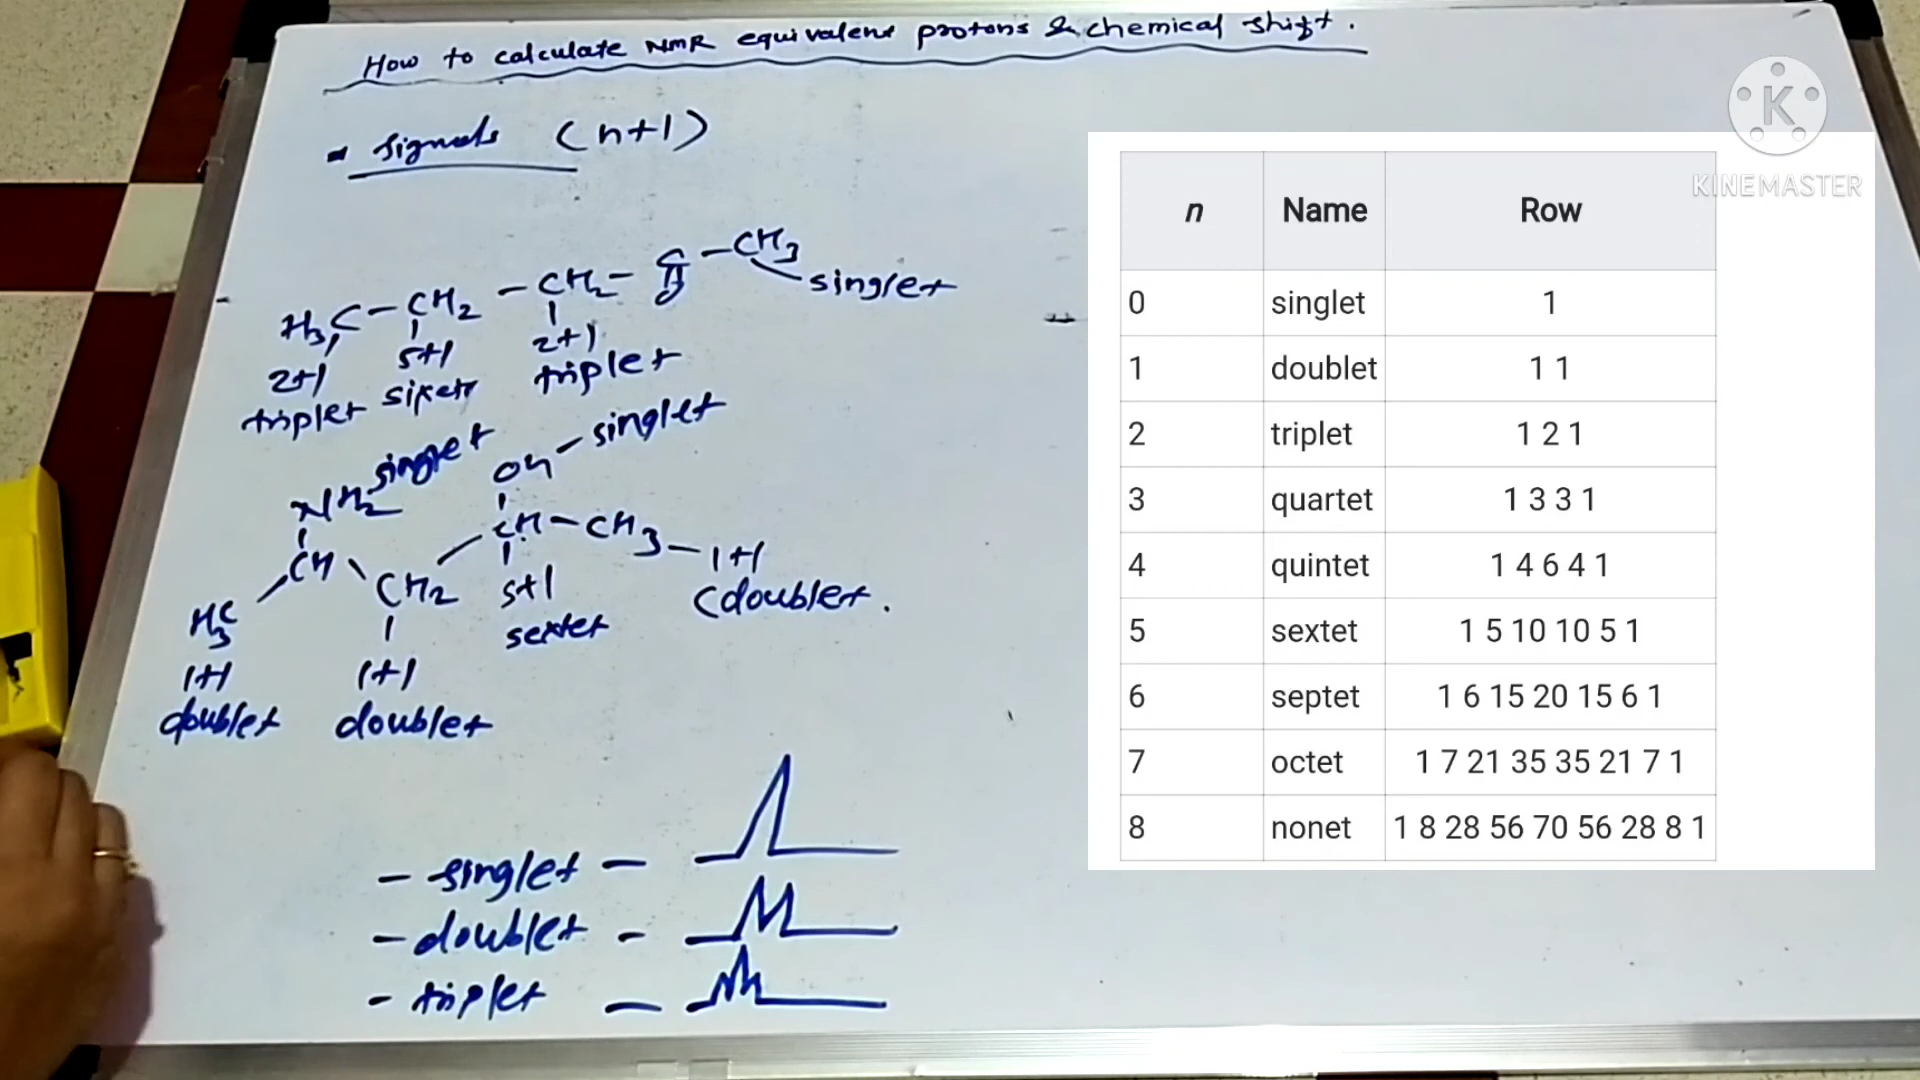 How to calculate NMR equivalent protons & chemical shift.
- signals (n+1)
H3C-CH2-CH2-C-CH3
O
singlet
2+1 5+1 2+1
triplet sixetr triplet
singlet
OH - singlet
NH2
CH CH-CH3-1+1
H3C CH2 5+1 (doublet.
sextet
1+1 1+1
doublet doublet
- singlet -
- doublet -
- triplet -
K
KINEMASTER
n Name Row
0 singlet 1
1 doublet 1 1
2 triplet 1 2 1
3 quartet 1 3 3 1
4 quintet 1 4 6 4 1
5 sextet 1 5 10 10 5 1
6 septet 1 6 15 20 15 6 1
7 octet 1 7 21 35 35 21 7 1
8 nonet 1 8 28 56 70 56 28 8 1